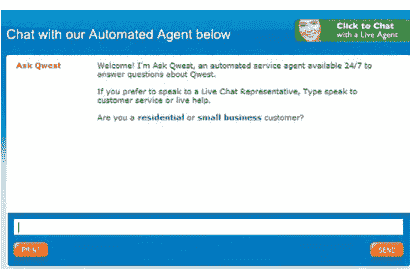 Click to Chat
with a Live Agent
Chat with our Automated Agent below
Ask Qwest
Welcome! I'm Ask Qwest, an automated service agent available 24/7 to
answer questions about Qwest.
If you prefer to speak to a Live Chat Representative, Type speak to
customer service or live help.
Are you a residential or small business customer?
PRINT
SEND